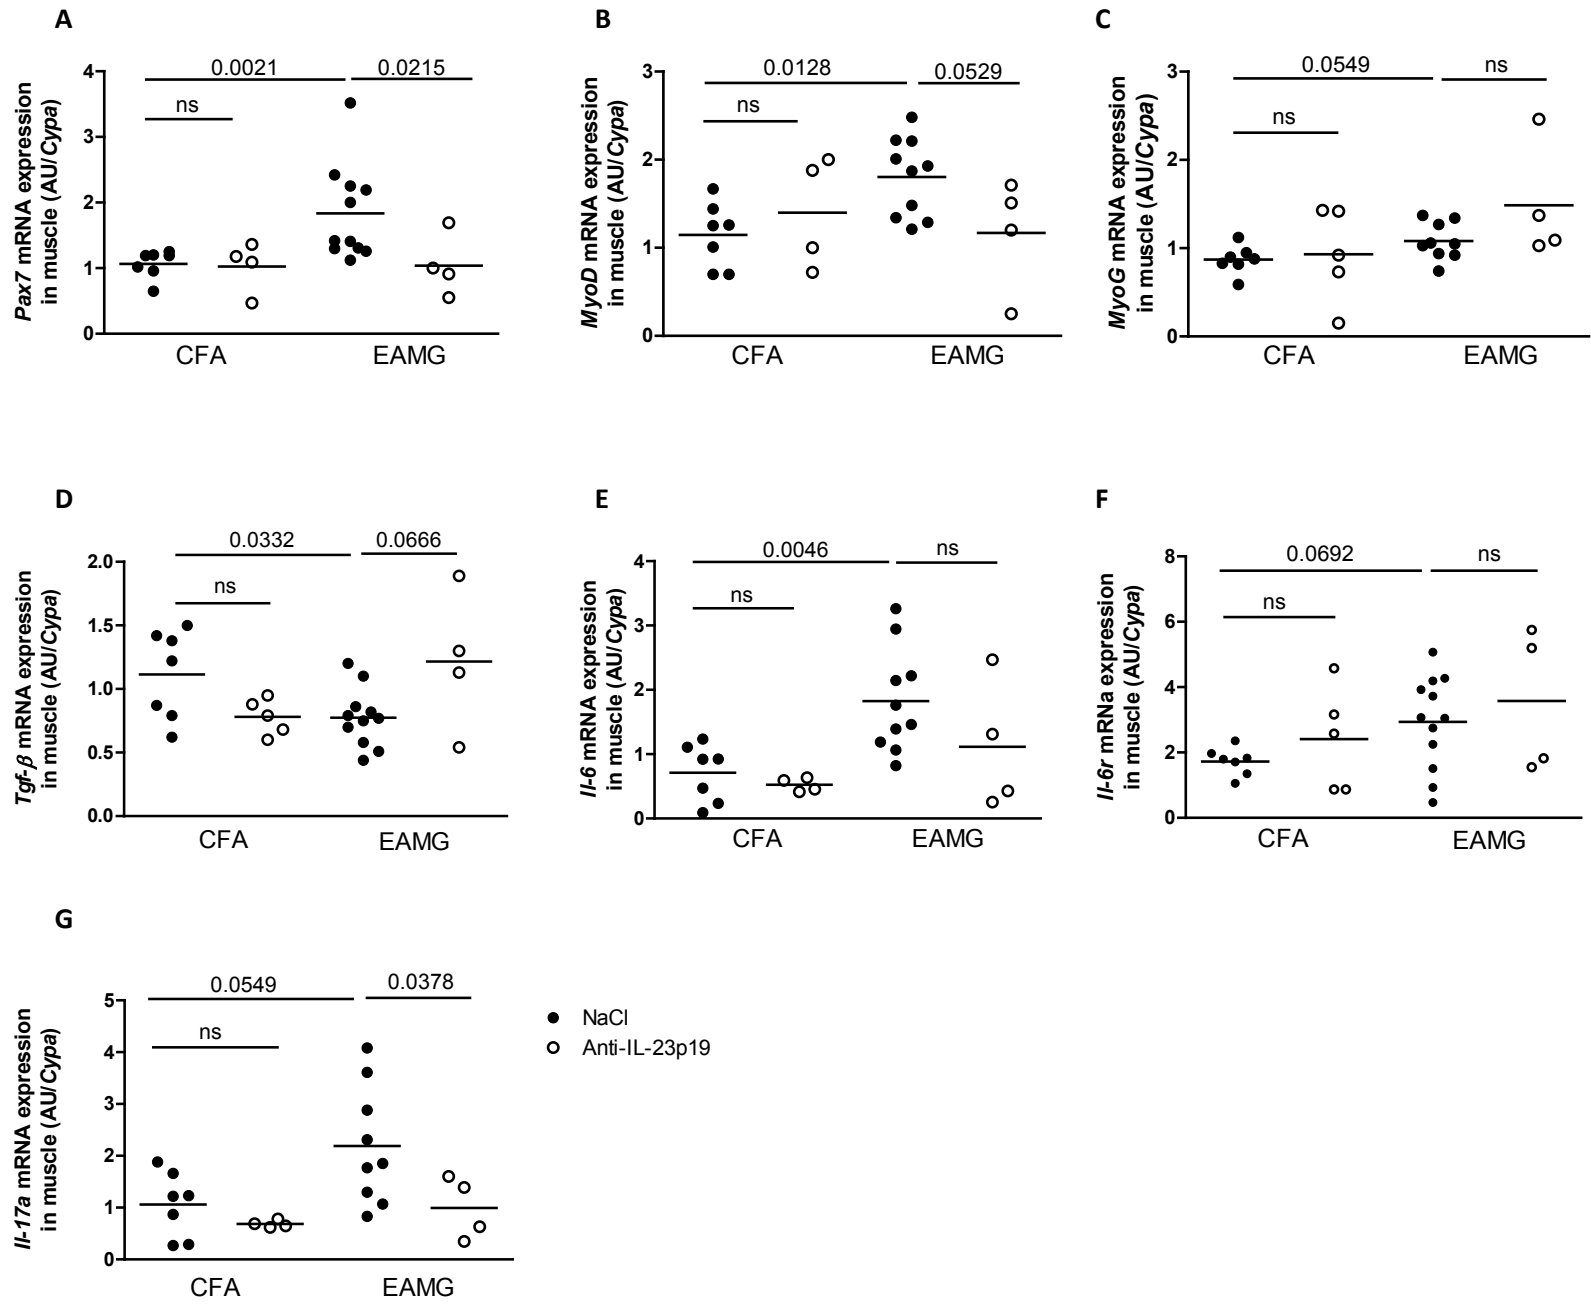 A
Pax7 mRNA expression
in muscle (AU/Cypa)
4
3
2
1
0
0.0021
0.0215
ns
CFA
EAMG
B
MyoD mRNA expression
in muscle (AU/Cypa)
3
2
1
0
0.0128
0.0529
ns
CFA
EAMG
C
MyoG mRNA expression
in muscle (AU/Cypa)
3
2
1
0
0.0549
ns
ns
CFA
EAMG
D
Tgf-β mRNA expression
in muscle (AU/Cypa)
2.0
1.5
1.0
0.5
0.0
0.0332
0.0666
ns
CFA
EAMG
E
Il-6 mRNA expression
in muscle (AU/Cypa)
4
3
2
1
0
0.0046
ns
ns
CFA
EAMG
F
Il-6r mRNa expression
in muscle (AU/Cypa)
8
6
4
2
0
0.0692
ns
ns
CFA
EAMG
G
Il-17a mRNA expression
in muscle (AU/Cypa)
5
4
3
2
1
0
0.0549
0.0378
ns
CFA
EAMG
NaCl
Anti-IL-23p19